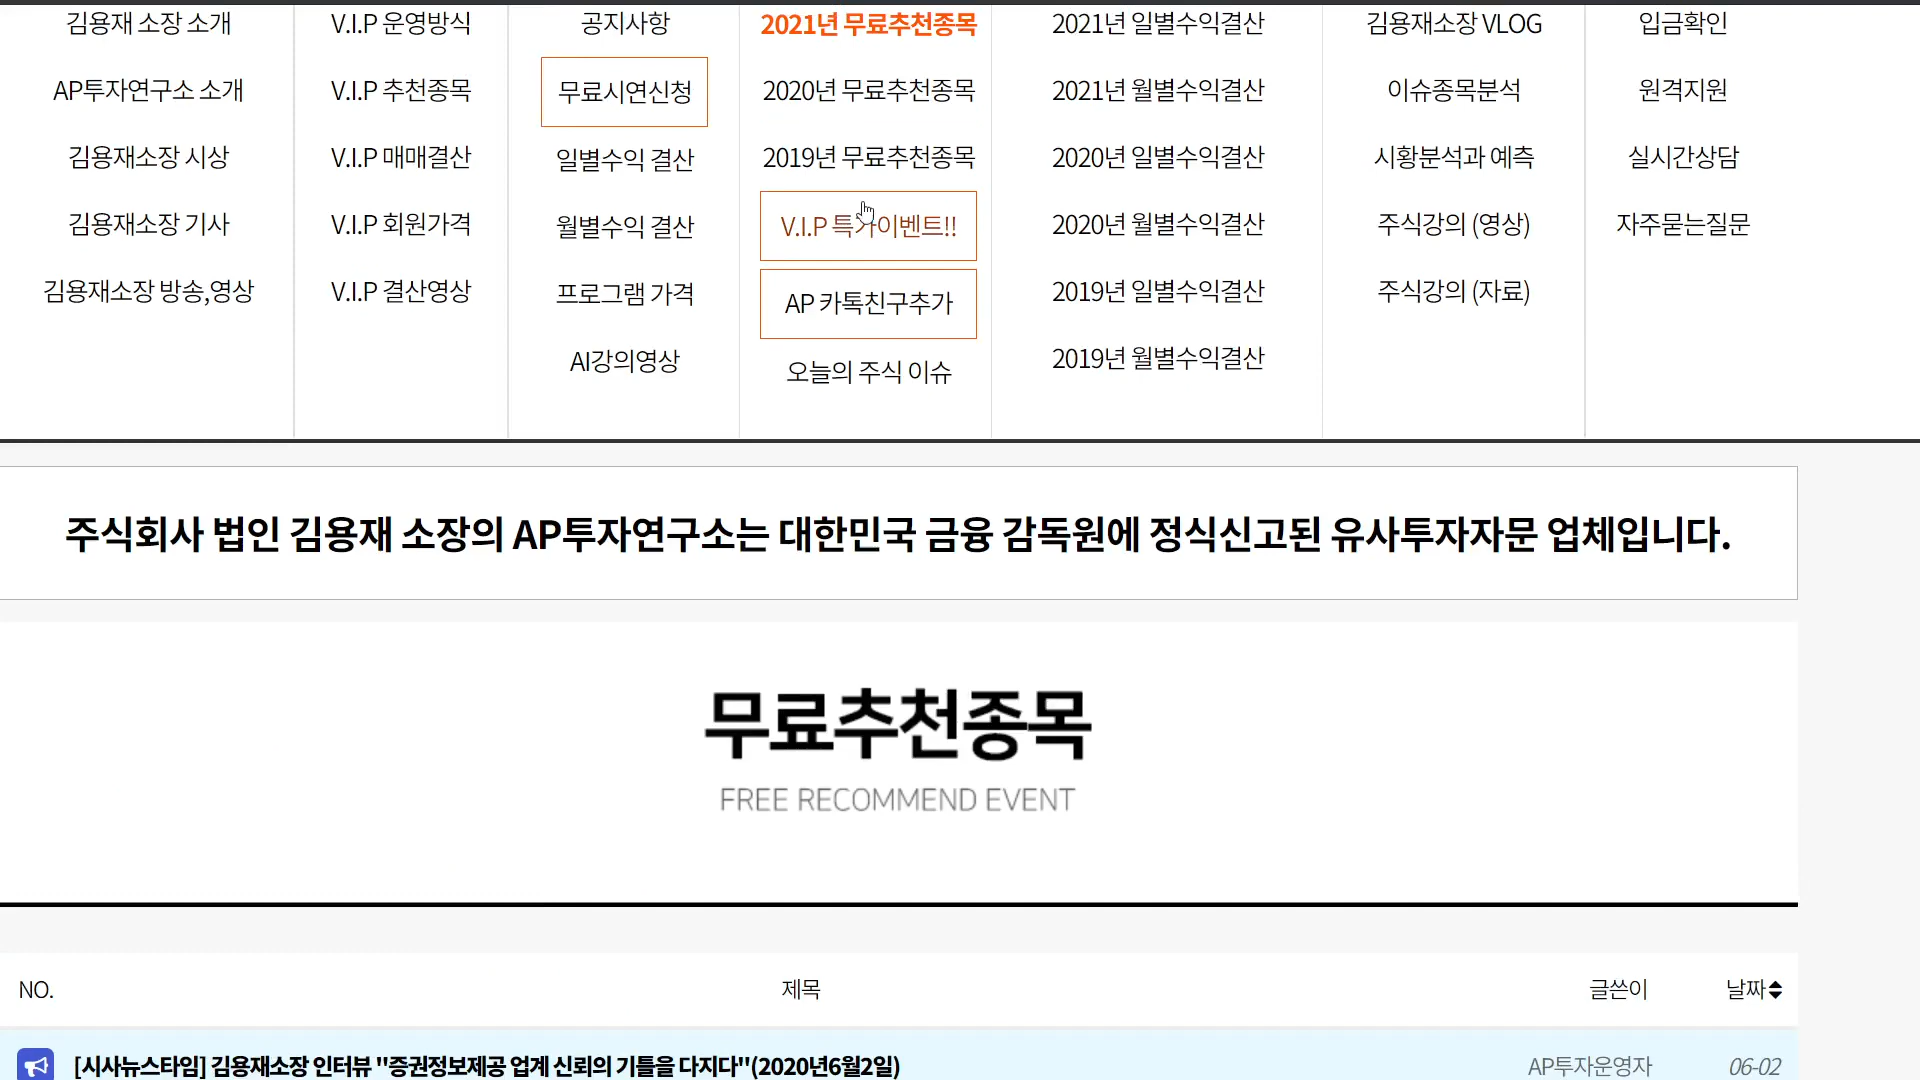 김용재 소장 소개
AP투자연구소 소개
김용재소장 시상
김용재소장 기사
김용재소장 방송,영상
V.I.P 운영방식
V.I.P 추천종목
V.I.P 매매결산
V.I.P 회원가격
V.I.P 결산영상
공지사항
무료시연신청
일별수익 결산
월별수익 결산
프로그램 가격
AI강의영상
2021년 무료추천종목
2020년 무료추천종목
2019년 무료추천종목
V.I.P 특가이벤트!!
AP 카톡친구추가
오늘의 주식 이슈
2021년 일별수익결산
2021년 월별수익결산
2020년 일별수익결산
2020년 월별수익결산
2019년 일별수익결산
2019년 월별수익결산
김용재소장 VLOG
이슈종목분석
시황분석과 예측
주식강의 (영상)
주식강의 (자료)
입금확인
원격지원
실시간상담
자주묻는질문
주식회사 법인 김용재 소장의 AP투자연구소는 대한민국 금융 감독원에 정식신고된 유사투자자문 업체입니다.
무료추천종목
FREE RECOMMEND EVENT
NO. 제목 글쓴이 날짜
[시사뉴스타임] 김용재소장 인터뷰 "증권정보제공 업계 신뢰의 기틀을 다지다"(2020년6월2일) AP투자운영자 06-02